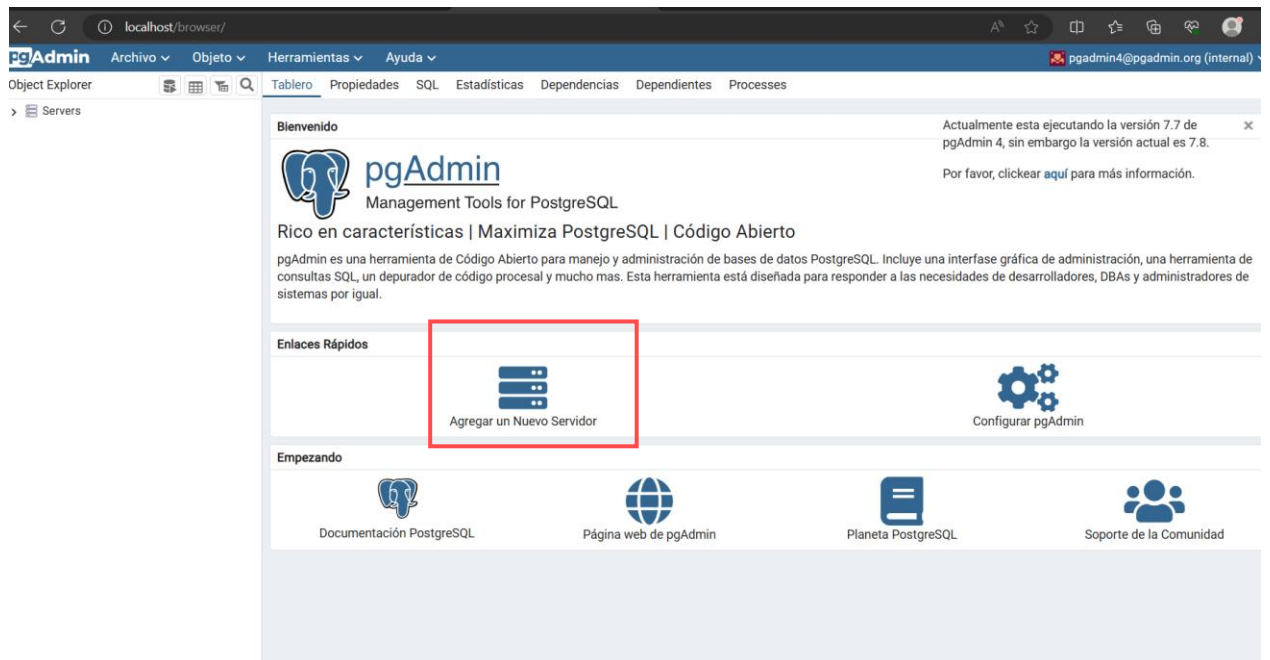 localhost/browser/
pgAdmin Archivo Objeto Herramientas Ayuda pgadmin4@pgadmin.org (internal)
Object Explorer Tablero Propiedades SQL Estadísticas Dependencias Dependientes Processes
Servers
Bienvenido
Actualmente esta ejecutando la versión 7.7 de
pgAdmin 4, sin embargo la versión actual es 7.8.
Por favor, clickear aquí para más información.
pgAdmin
Management Tools for PostgreSQL
Rico en características | Maximiza PostgreSQL | Código Abierto
pgAdmin es una herramienta de Código Abierto para manejo y administración de bases de datos PostgreSQL. Incluye una interfase gráfica de administración, una herramienta de
consultas SQL, un depurador de código procesal y mucho mas. Esta herramienta está diseñada para responder a las necesidades de desarrolladores, DBAs y administradores de
sistemas por igual.
Enlaces Rápidos
Agregar un Nuevo Servidor Configurar pgAdmin
Empezando
Documentación PostgreSQL Página web de pgAdmin Planeta PostgreSQL Soporte de la Comunidad